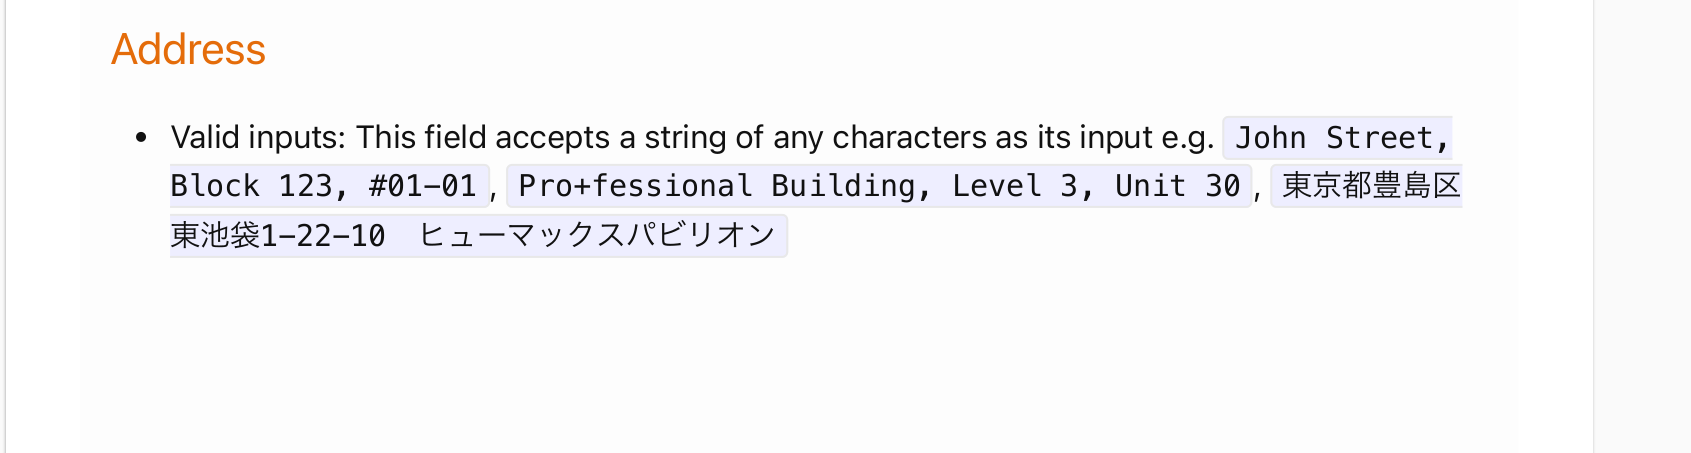 Address
• Valid inputs: This field accepts a string of any characters as its input e.g. John Street,
Block 123, #01-01, Pro+fessional Building, Level 3, Unit 30, 東京都豊島区
東池袋1-22-10　ヒューマックスパビリオン